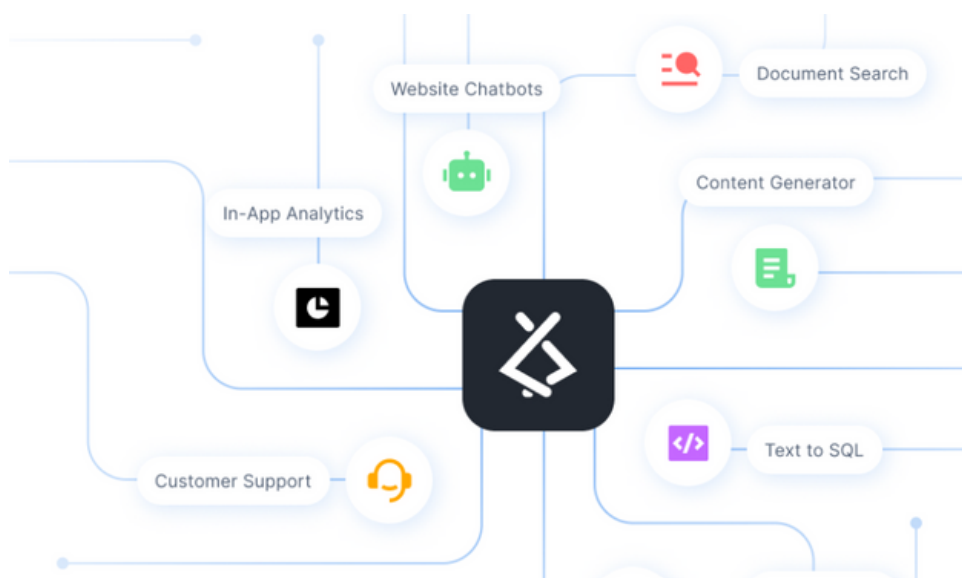 Website Chatbots
Document Search
Content Generator
In-App Analytics
</>
Text to SQL
Customer Support